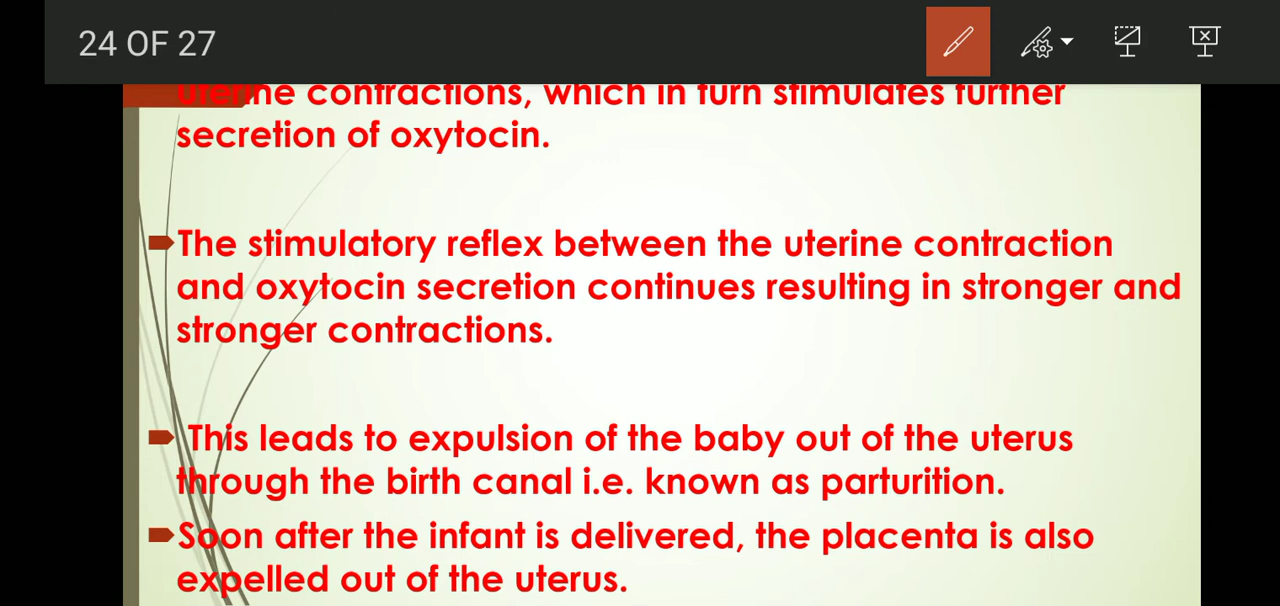 24 OF 27
uterine contractions, which in turn stimulates further
secretion of oxytocin.
The stimulatory reflex between the uterine contraction
and oxytocin secretion continues resulting in stronger and
stronger contractions.
This leads to expulsion of the baby out of the uterus
through the birth canal i.e. known as parturition.
Soon after the infant is delivered, the placenta is also
expelled out of the uterus.